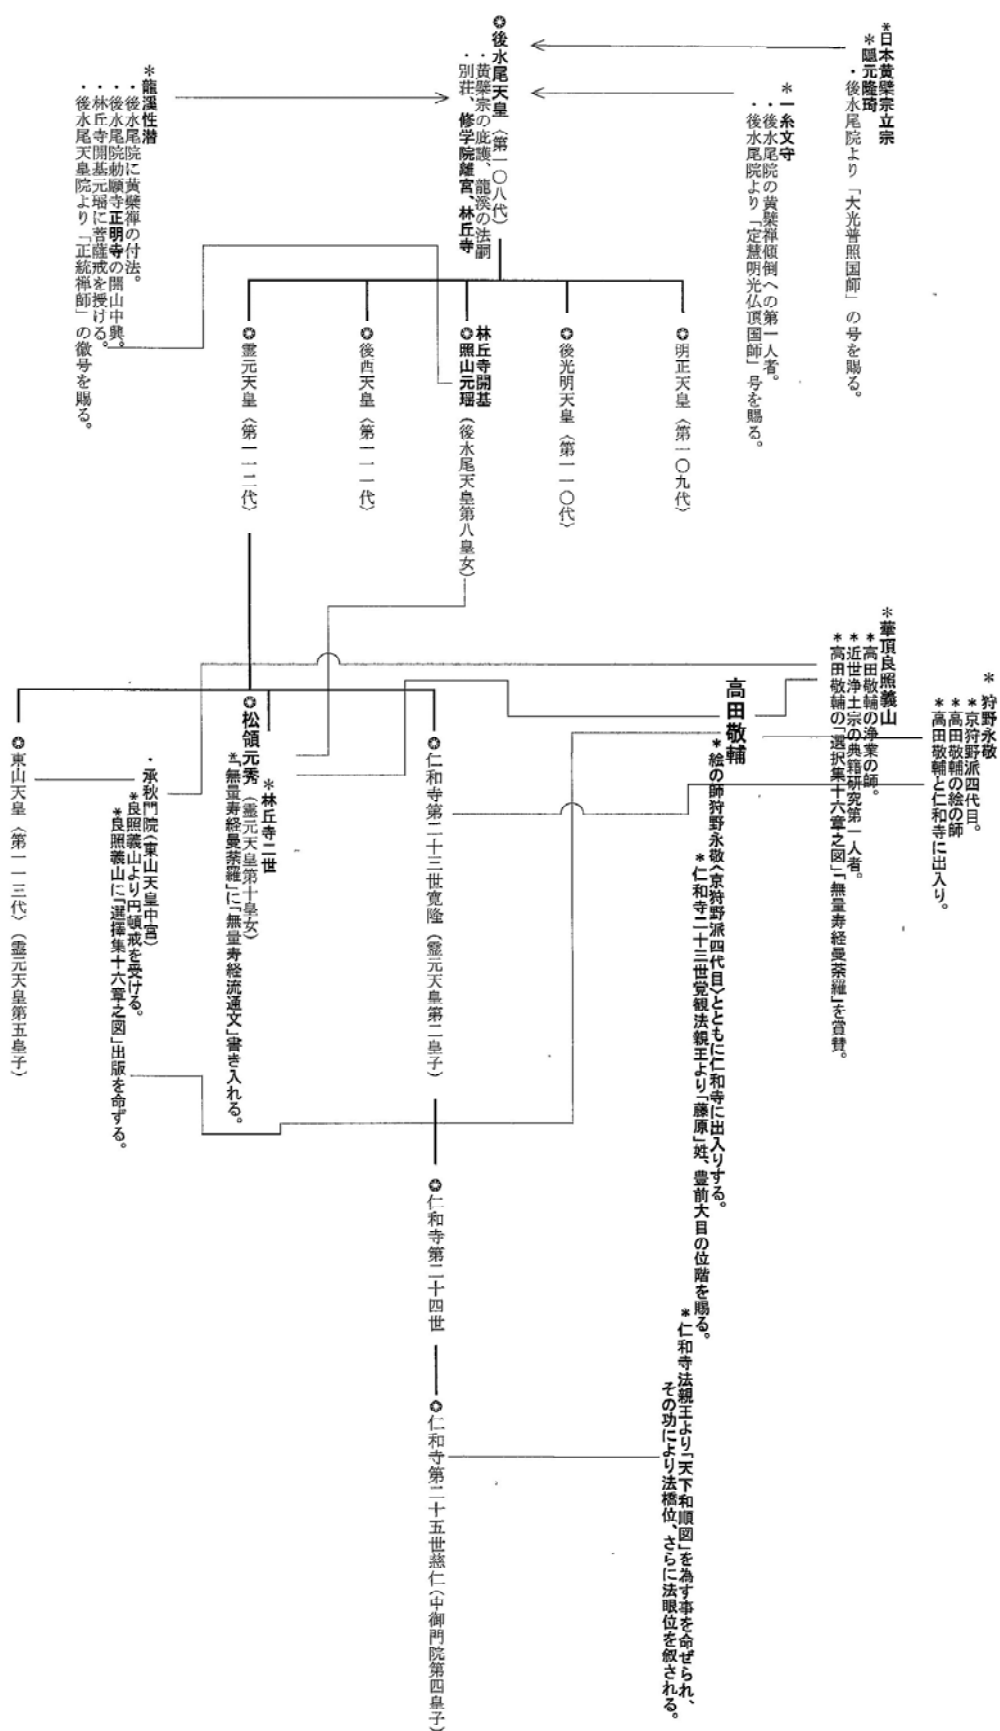 ＊日本黄檗宗立宗
＊隠元隆琦
・後水尾院より「大光普照国師」の号を賜る。
＊一糸文守
・後水尾院の黄檗禅傾倒への第一人者。
・後水尾院より「定慧明光仏頂国師」号を賜る。
✪後水尾天皇（第一〇八代）
・黄檗宗の庇護、龍溪の法嗣
・別荘、修学院離宮、林丘寺
＊龍溪性潜
・後水尾院に黄檗禅の付法。
・後水尾院勅願寺正明寺の開山中興。
・林丘寺開基元瑶に菩薩戒を授ける。
・後水尾天皇院より「正統禅師」の徽号を賜る。
✪明正天皇（第一〇九代）
✪後光明天皇（第一一〇代）
林丘寺開基
✪照山元瑶（後水尾天皇第八皇女）
✪後西天皇（第一一一代）
✪霊元天皇（第一一二代）
＊狩野永敬
＊京狩野派四代目。
＊高田敬輔の絵の師
＊高田敬輔と仁和寺に出入り。
＊華頂良照義山
＊高田敬輔の浄業の師。
＊近世浄土宗の典籍研究第一人者。
＊高田敬輔の「選択集十六章之図」「無量寿経曼荼羅」を賞賛。
高田敬輔
＊絵の師狩野永敬（京狩野派四代目）とともに仁和寺に出入りする。
＊仁和寺二十三世覚観法親王より「藤原」姓、豊前大目の位階を賜る。
＊仁和寺法親王より「天下和順図」を為す事を命ぜられ、
その功により法橋位、さらに法眼位を叙される。
✪仁和寺第二十三世寛隆（霊元天皇第二皇子）
＊林丘寺二世
✪松領元秀（霊元天皇第十皇女）
＊「無量寿経曼荼羅」に「無量寿経流通文」書き入れる。
・承秋門院（東山天皇中宮）
＊良照義山より円頓戒を受ける。
＊良照義山に「選擇集十六章之図」出版を命ずる。
✪東山天皇（第一一三代）（霊元天皇第五皇子）
✪仁和寺第二十四世
✪仁和寺第二十五世慈仁（中御門院第四皇子）